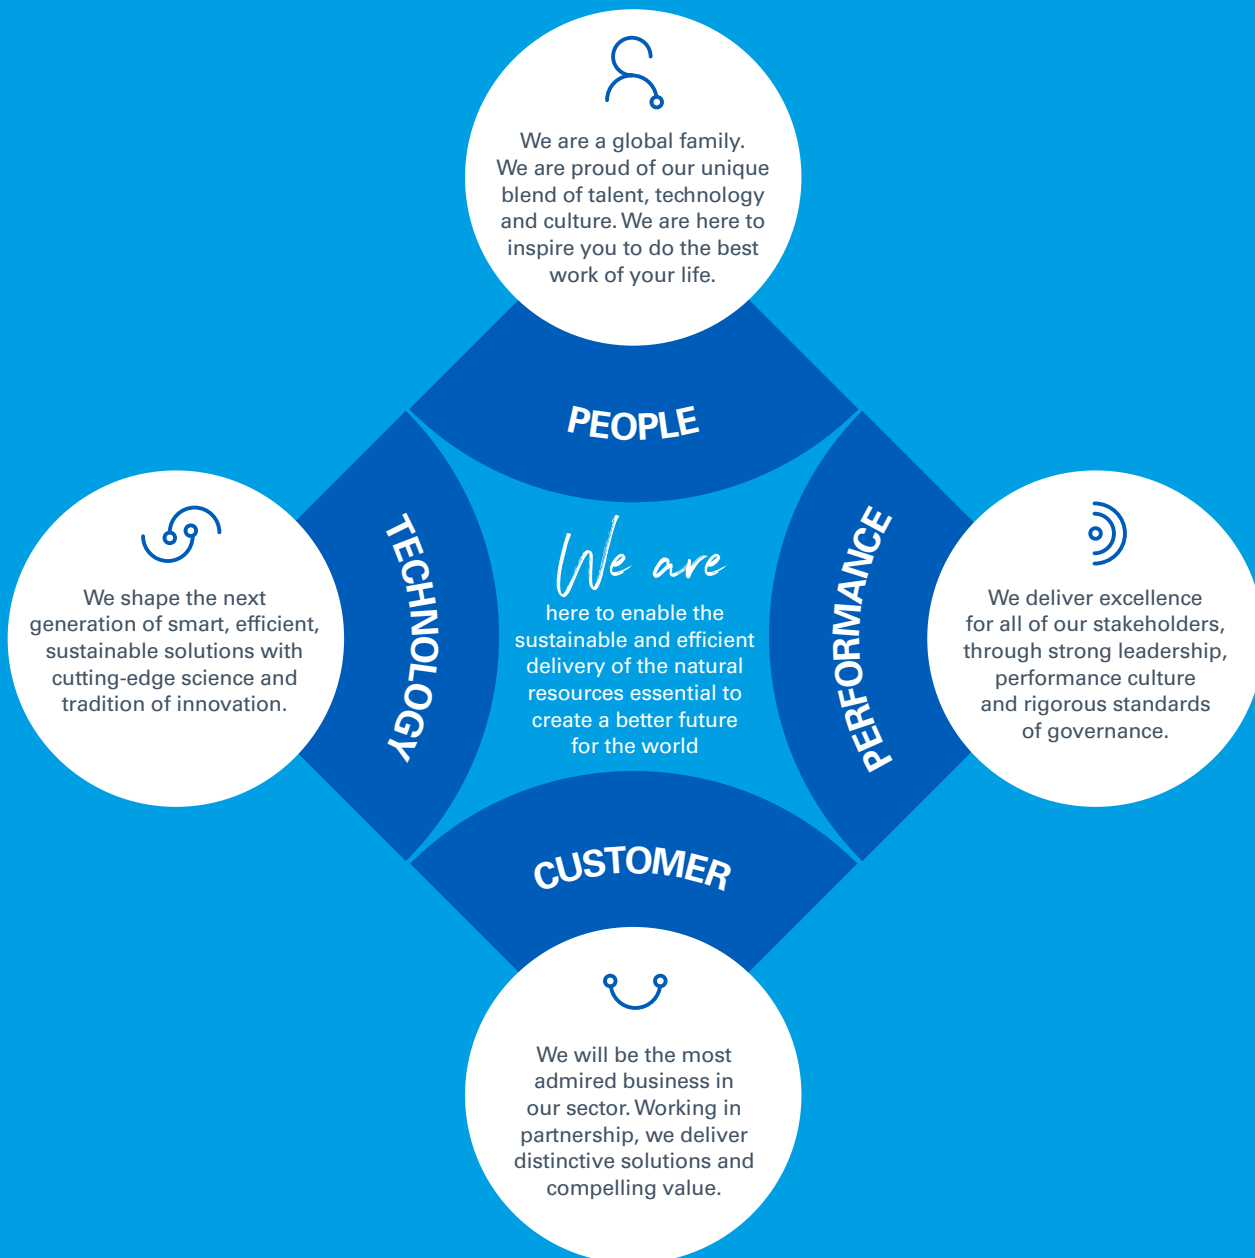 We are a global family.
We are proud of our unique
blend of talent, technology
and culture. We are here to
inspire you to do the best
work of your life.
PEOPLE
TECHNOLOGY
We shape the next
generation of smart, efficient,
sustainable solutions with
cutting-edge science and
tradition of innovation.
We are
here to enable the
sustainable and efficient
delivery of the natural
resources essential to
create a better future
for the world
PERFORMANCE
We deliver excellence
for all of our stakeholders,
through strong leadership,
performance culture
and rigorous standards
of governance.
CUSTOMER
We will be the most
admired business in
our sector. Working in
partnership, we deliver
distinctive solutions and
compelling value.